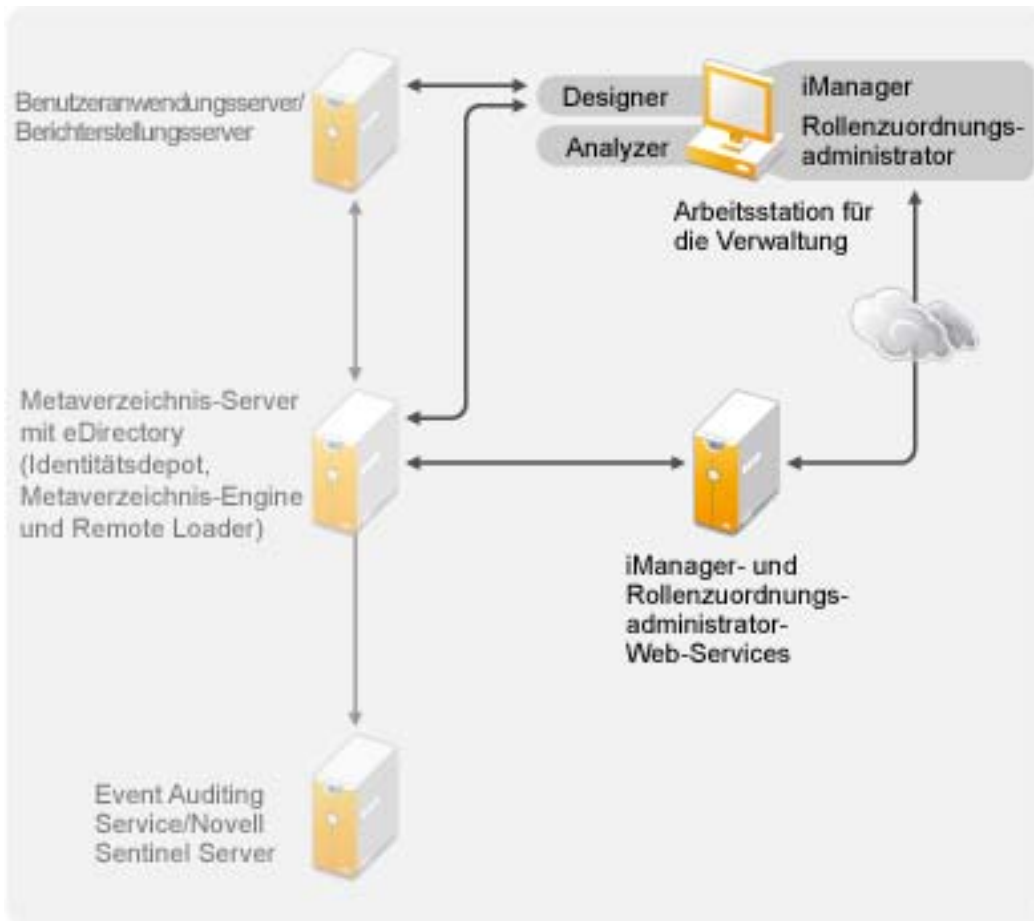 Benutzeranwendungsserver/
Berichterstellungsserver
Designer
Analyzer
iManager
Rollenzuordnungs-
administrator
Arbeitsstation für
die Verwaltung
Metaverzeichnis-Server
mit eDirectory
(Identitätsdepot,
Metaverzeichnis-Engine
und Remote Loader)
iManager- und
Rollenzuordnungs-
administrator-
Web-Services
Event Auditing
Service/Novell
Sentinel Server